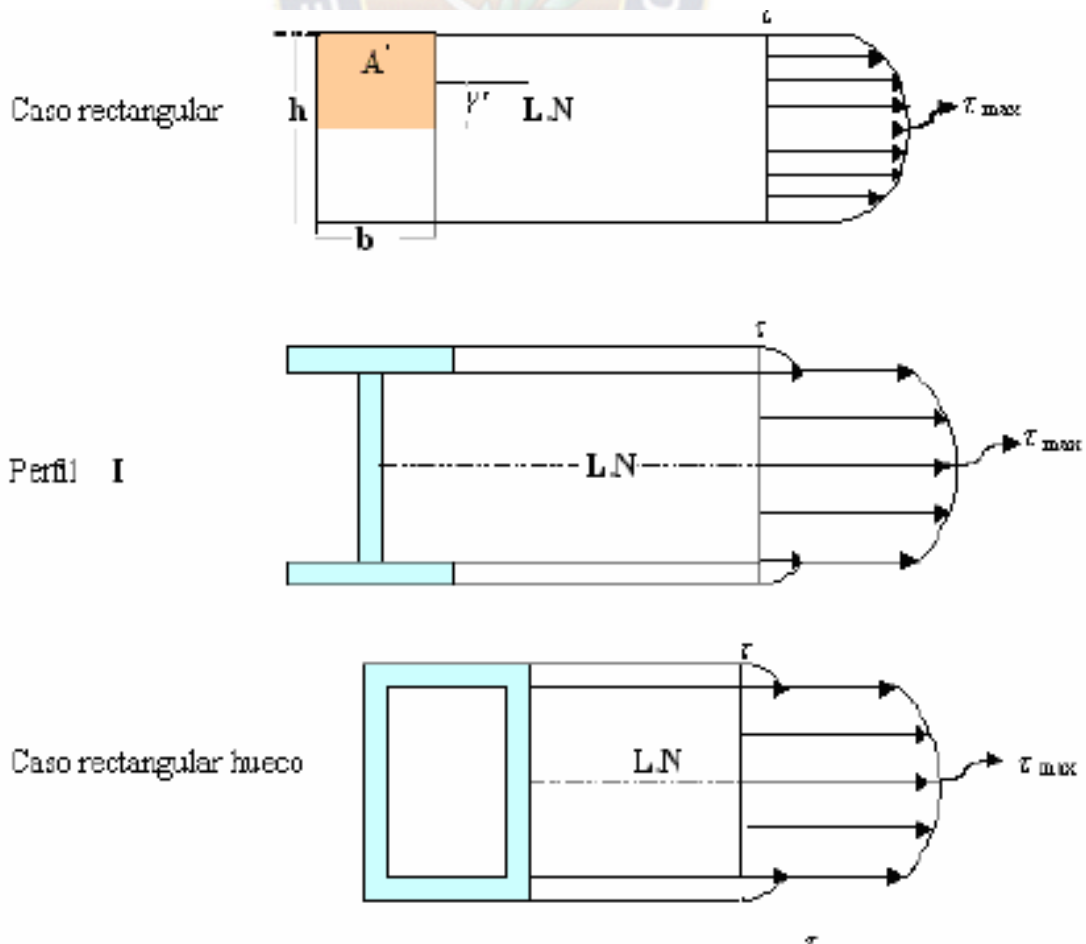 τ
A'
Caso rectangular h y' L.N τ max
b
τ
Perfil I L.N τ max
τ
Caso rectangular hueco L.N τ max
τ